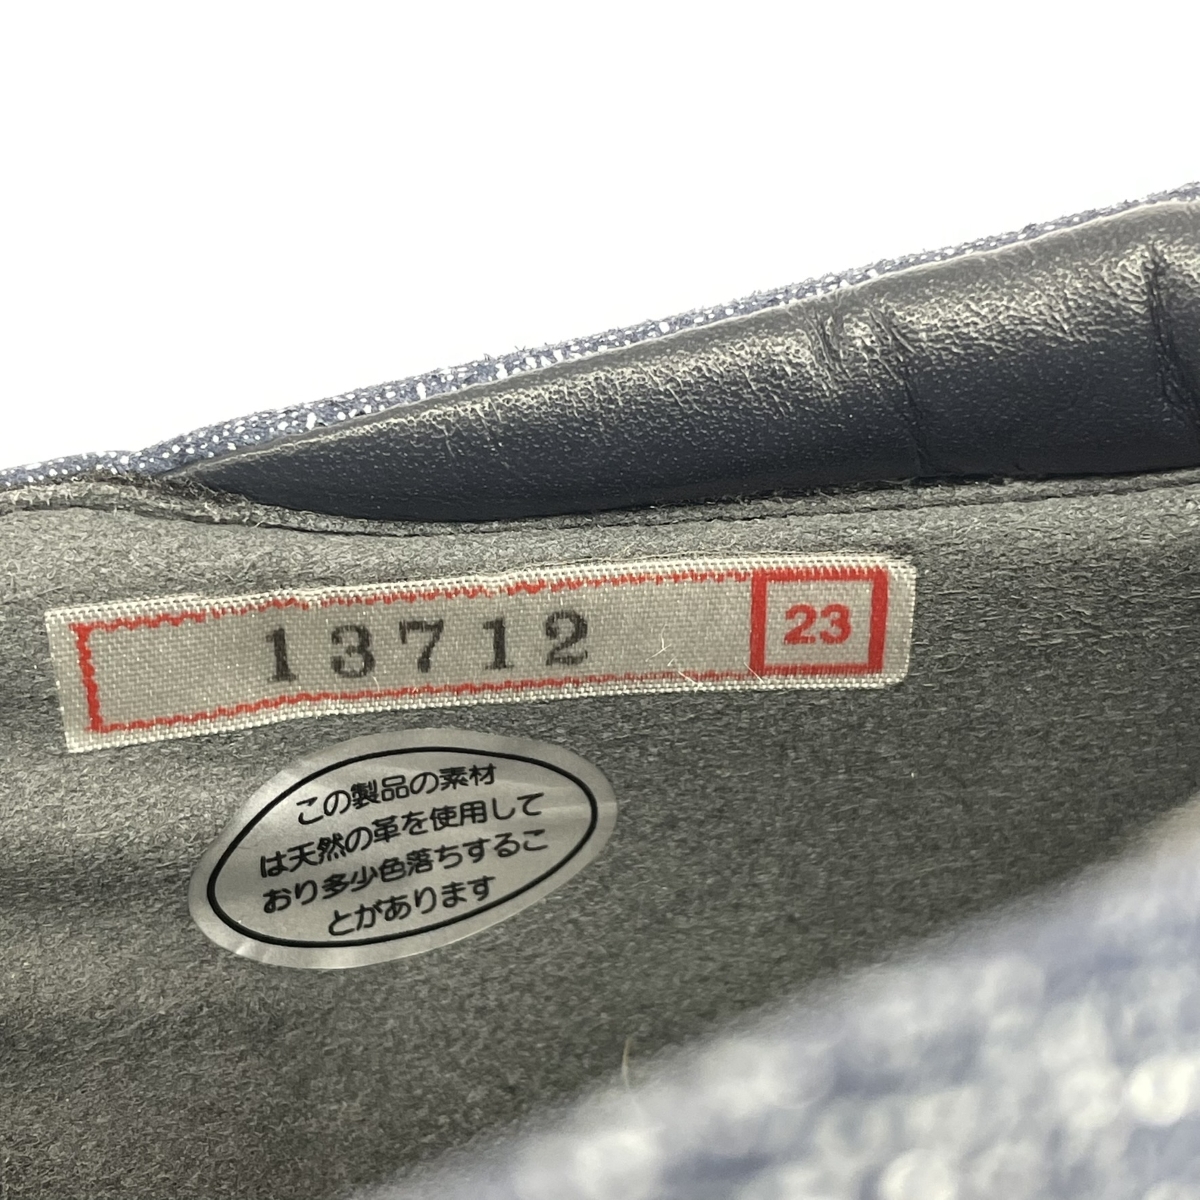 13712 23
この製品の素材
は天然の革を使用して
おり多少色落ちするこ
とがあります